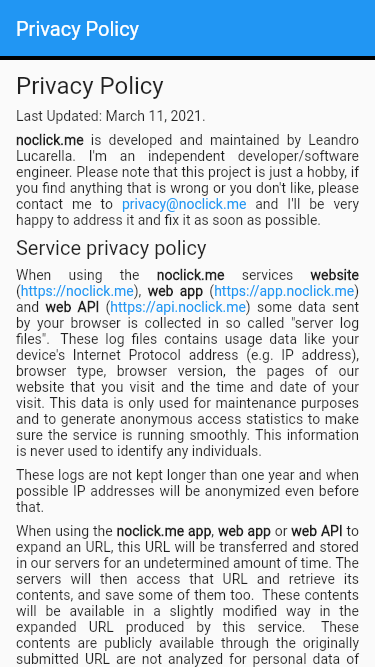 Privacy Policy
Privacy Policy
Last Updated: March 11, 2021.
noclick.me is developed and maintained by Leandro
Lucarella. I'm an independent developer/software
engineer. Please note that this project is just a hobby, if
you find anything that is wrong or you don't like, please
contact me to privacy@noclick.me and I'll be very
happy to address it and fix it as soon as possible.
Service privacy policy
When using the noclick.me services website
(https://noclick.me), web app (https://app.noclick.me)
and web API (https://api.noclick.me) some data sent
by your browser is collected in so called "server log
files". These log files contains usage data like your
device's Internet Protocol address (e.g. IP address),
browser type, browser version, the pages of our
website that you visit and the time and date of your
visit. This data is only used for maintenance purposes
and to generate anonymous access statistics to make
sure the service is running smoothly. This information
is never used to identify any individuals.
These logs are not kept longer than one year and when
possible IP addresses will be anonymized even before
that.
When using the noclick.me app, web app or web API to
expand an URL, this URL will be transferred and stored
in our servers for an undetermined amount of time. The
servers will then access that URL and retrieve its
contents, and save some of them too. These contents
will be available in a slightly modified way in the
expanded URL produced by this service. These
contents are publicly available through the originally
submitted URL are not analyzed for personal data of